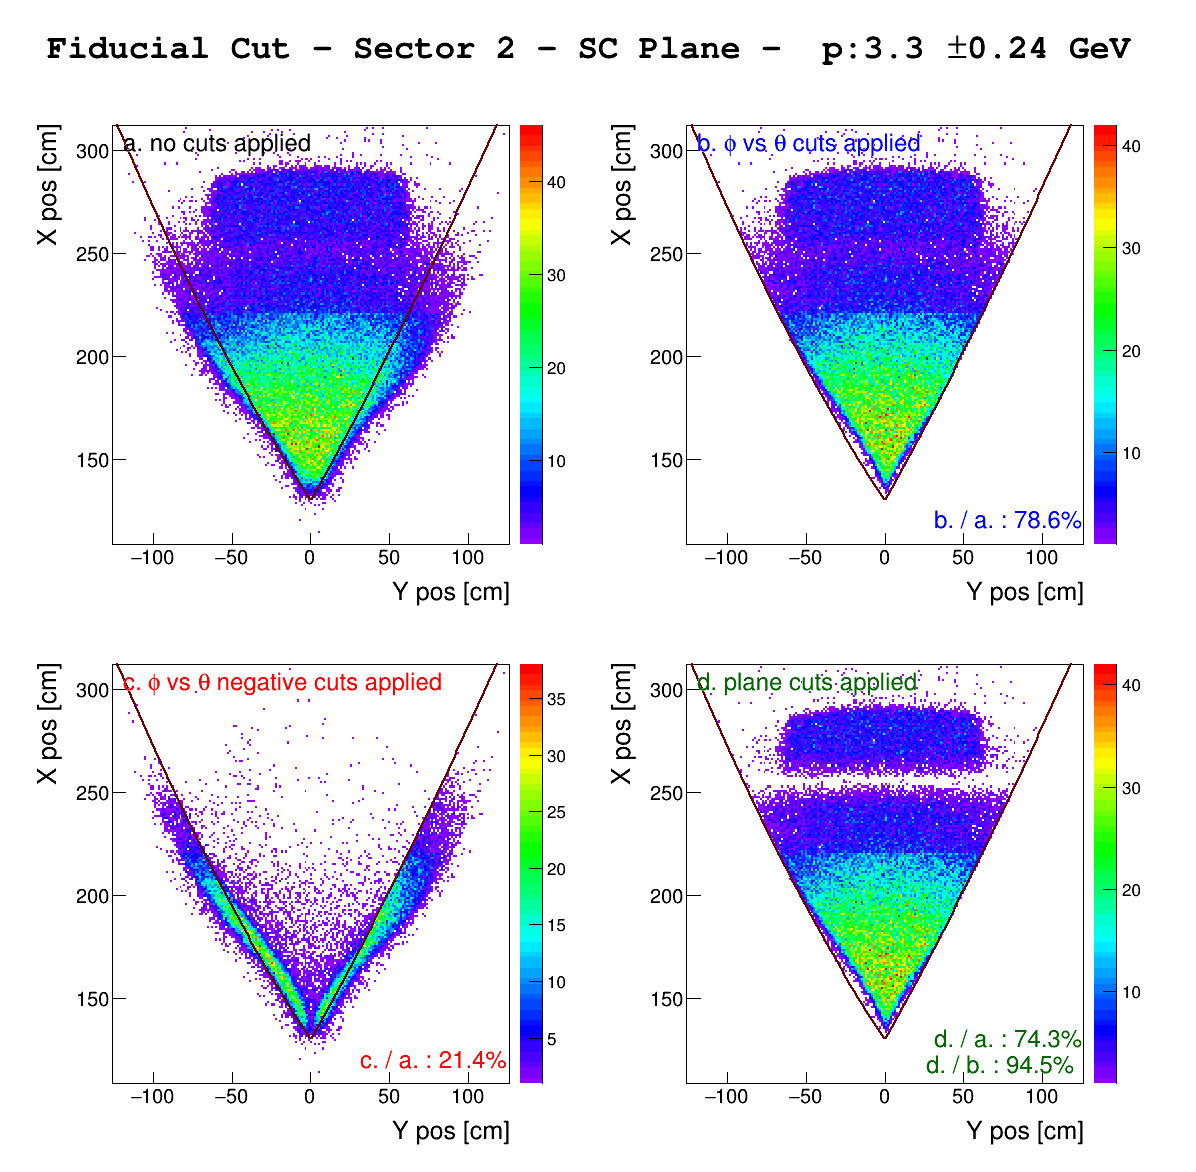 Fiducial Cut – Sector 2 – SC Plane – p:3.3 ±0.24 GeV
a. no cuts applied
X pos [cm]
300
250
200
150
−100 −50 0 50 100
Y pos [cm]
40
30
20
10
b. ϕ vs θ cuts applied
X pos [cm]
300
250
200
150
b. / a. : 78.6%
−100 −50 0 50 100
Y pos [cm]
40
30
20
10
c. ϕ vs θ negative cuts applied
X pos [cm]
300
250
200
150
c. / a. : 21.4%
−100 −50 0 50 100
Y pos [cm]
35
30
25
20
15
10
5
d. plane cuts applied
X pos [cm]
300
250
200
150
d. / a. : 74.3%
d. / b. : 94.5%
−100 −50 0 50 100
Y pos [cm]
40
30
20
10